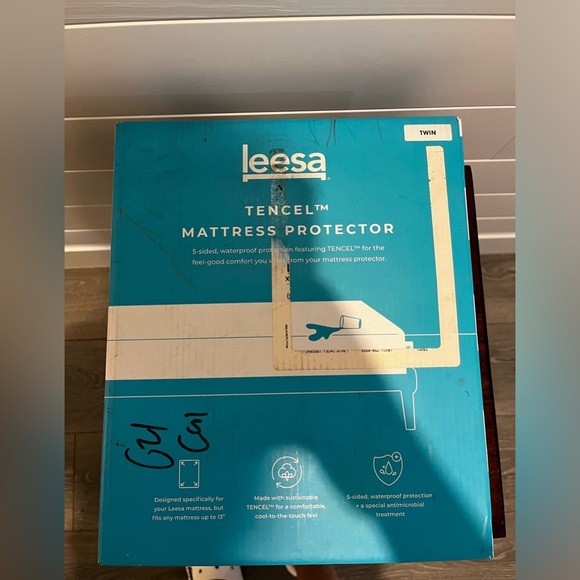 TWIN
leesa
TENCEL™
MATTRESS PROTECTOR
5-sided, waterproof protection featuring TENCEL™ for the
feel-good comfort you from your mattress protector.
Designed specifically for
your Leesa mattress, but
fits any mattress up to 13"
Made with sustainable
TENCEL™ for a comfortable,
cool-to-the-touch feel
5-sided, waterproof protection
+ a special antimicrobial
treatment